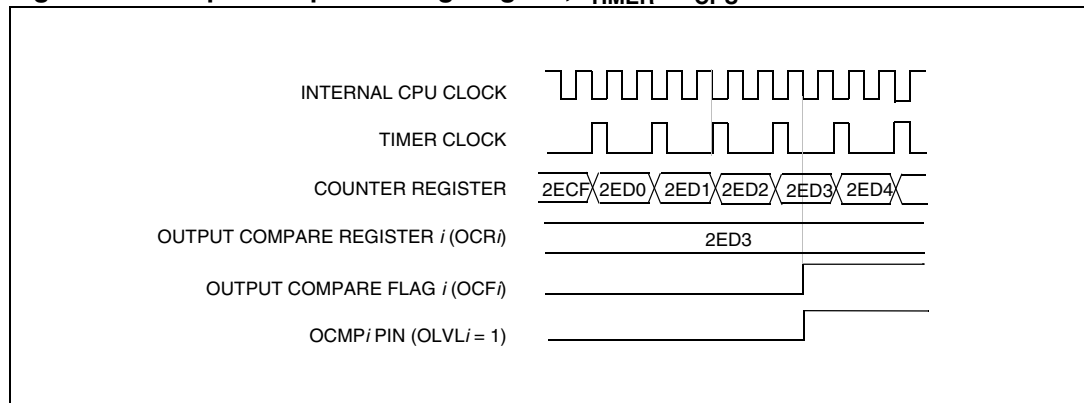 INTERNAL CPU CLOCK
TIMER CLOCK
COUNTER REGISTER 2ECF 2ED0 2ED1 2ED2 2ED3 2ED4
OUTPUT COMPARE REGISTER i (OCRi) 2ED3
OUTPUT COMPARE FLAG i (OCFi)
OCMPi PIN (OLVLi = 1)